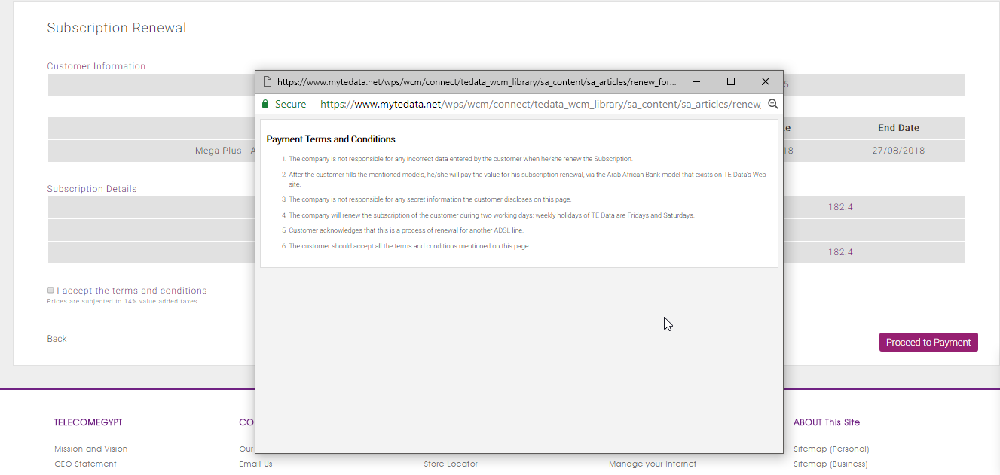 Subscription Renewal
Customer Information
https://www.mytedata.net/wps/wcm/connect/tedata_wcm_library/sa_content/sa_articles/renew_for...
5
Secure
https://www.mytedata.net/wps/wcm/connect/tedata_wcm_library/sa_content/sa_articles/renew_
Payment Terms and Conditions
1. The company is not responsible for any incorrect data entered by the customer when he/she renew the Subscription.
2. After the customer fills the mentioned models, he/she will pay the value for his subscription renewal, via the Arab African Bank model that exists on TE Data's Web
site.
3. The company is not responsible for any secret information the customer discloses on this page.
4. The company will renew the subscription of the customer during two working days; weekly holidays of TE Data are Fridays and Saturdays.
5. Customer acknowledges that this is a process of renewal for another ADSL line.
6. The customer should accept all the terms and conditions mentioned on this page.
te End Date
Mega Plus - A 18 27/08/2018
Subscription Details
182.4
182.4
I accept the terms and conditions
Prices are subjected to 14% value added taxes
Back
Proceed to Payment
TELECOMEGYPT CO ABOUT This Site
Mission and Vision Our Sitemap (Personal)
CEO Statement Email Us Store Locator Manage your Internet Sitemap (Business)